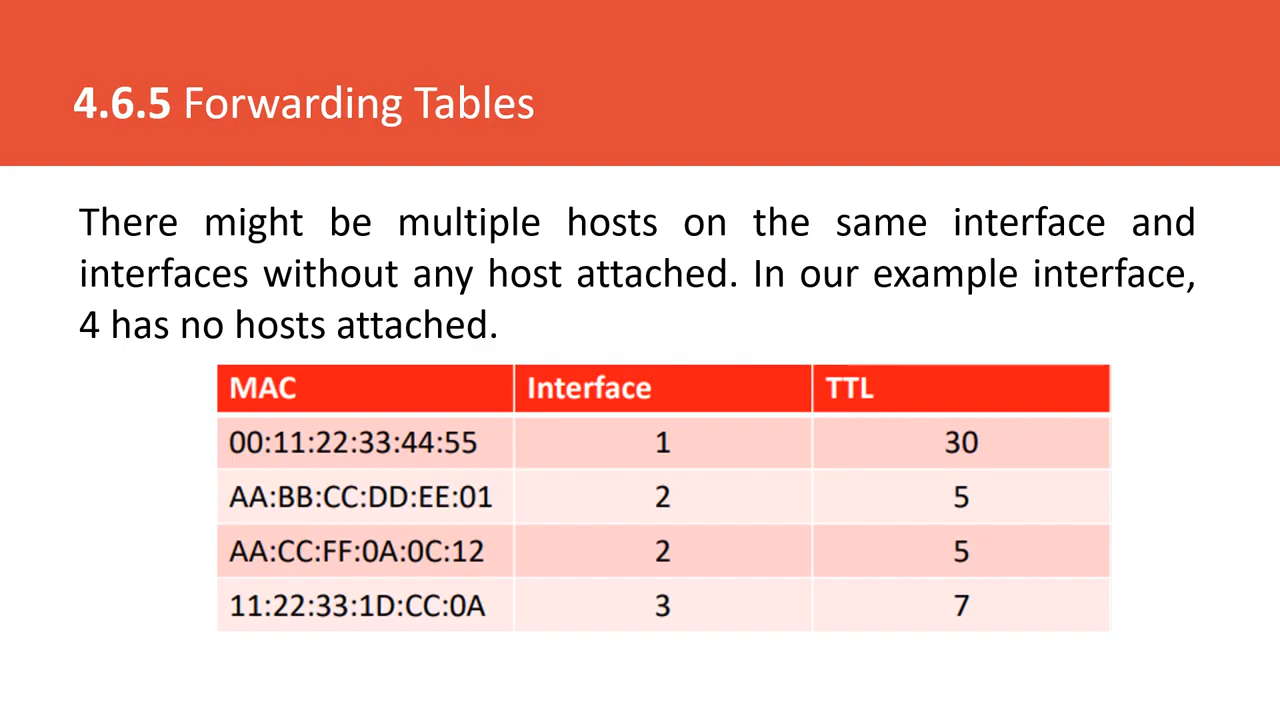 4.6.5 Forwarding Tables
There might be multiple hosts on the same interface and
interfaces without any host attached. In our example interface,
4 has no hosts attached.
MAC Interface TTL
00:11:22:33:44:55 1 30
AA:BB:CC:DD:EE:01 2 5
AA:CC:FF:0A:0C:12 2 5
11:22:33:1D:CC:0A 3 7